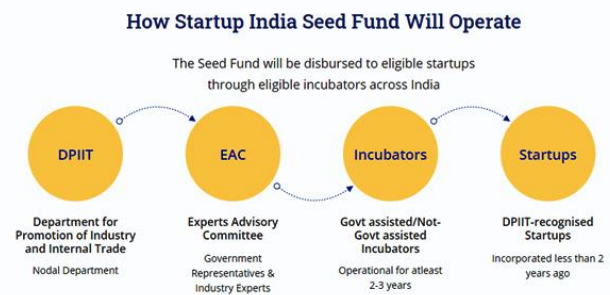 How Startup India Seed Fund Will Operate
The Seed Fund will be disbursed to eligible startups
through eligible incubators across India
DPIIT
EAC
Incubators
Startups
Department for
Promotion of Industry
and Internal Trade
Nodal Department
Experts Advisory
Committee
Government
Representatives &
Industry Experts
Govt assisted/Not-
Govt assisted
Incubators
Operational for atleast
2-3 years
DPIIT-recognised
Startups
Incorporated less than 2
years ago